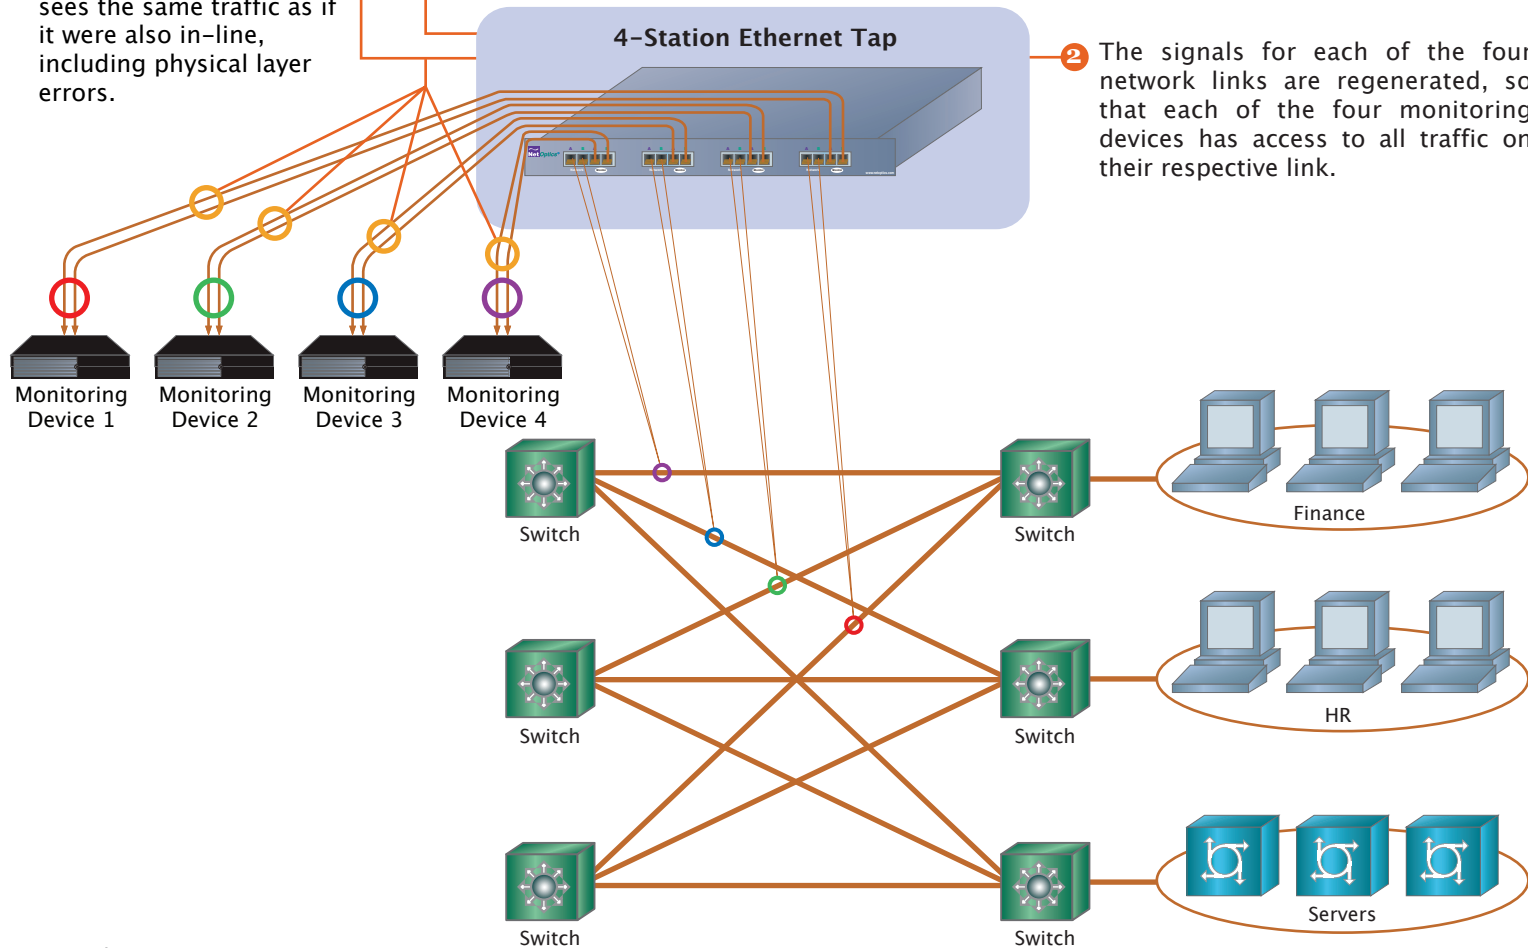 sees the same traffic as if
it were also in-line,
including physical layer
errors.
4-Station Ethernet Tap
2 The signals for each of the four
network links are regenerated, so
that each of the four monitoring
devices has access to all traffic on
their respective link.
Net Optics
Monitoring
Device 1
Monitoring
Device 2
Monitoring
Device 3
Monitoring
Device 4
Switch
Switch
Finance
Switch
Switch
HR
Switch
Switch
Servers